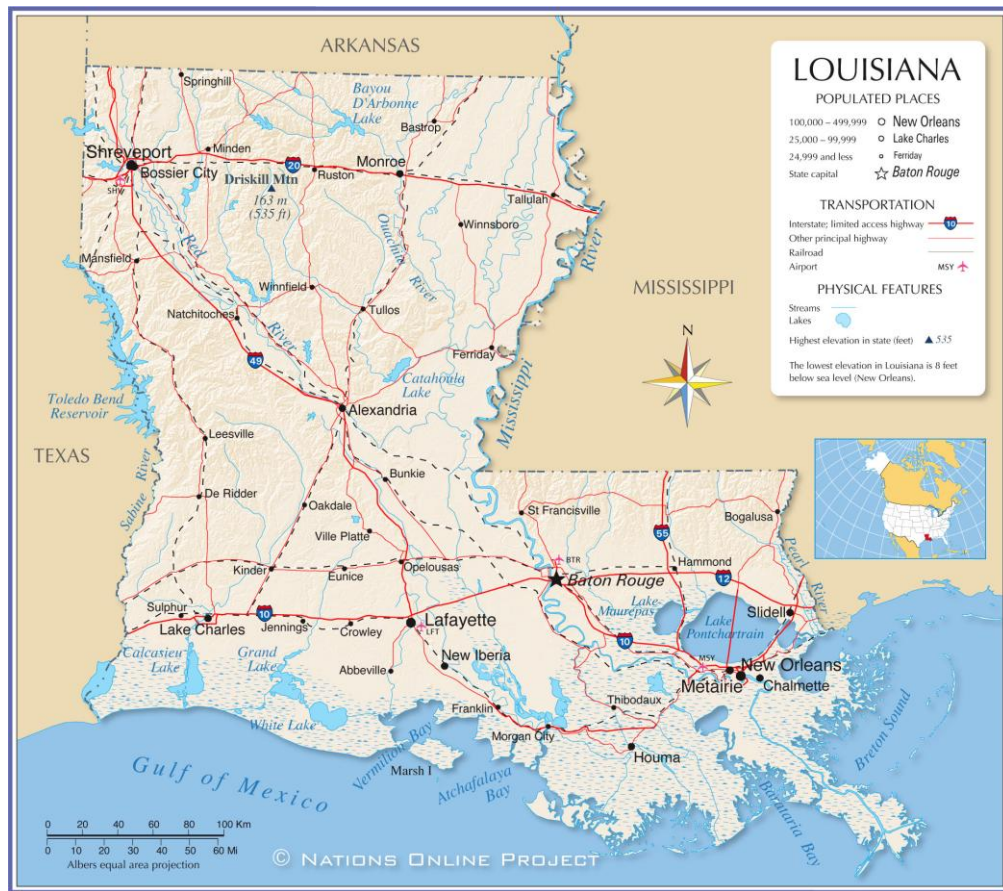 ARKANSAS
LOUISIANA
POPULATED PLACES
100,000 – 499,999 New Orleans
25,000 – 99,999 Lake Charles
24,999 and less Ferriday
State capital Baton Rouge
TRANSPORTATION
Interstate; limited access highway 10
Other principal highway
Railroad
Airport MSY
PHYSICAL FEATURES
Streams
Lakes
Highest elevation in state (feet) 535
The lowest elevation in Louisiana is 8 feet
below sea level (New Orleans).
Springhill
Bayou
D'Arbonne
Lake
Bastrop
Minden
Shreveport
Bossier City
20
Monroe
Driskill Mtn
163 m
(535 ft)
Ruston
Tallulah
Winnsboro
Ouachita
River
Red
River
Mansfield
Winnfield
Natchitoches
Tullos
49
Ferriday
Catahoula
Lake
Mississippi
River
MISSISSIPPI
N
Toledo Bend
Reservoir
Alexandria
TEXAS
Leesville
Sabine River
Bunkie
De Ridder
Oakdale
St Francisville
Bogalusa
Ville Platte
55
Pearl River
BTR
Kinder
Eunice
Opelousas
Baton Rouge
Hammond
12
Sulphur
Lake Charles
10
Jennings
Crowley
Lafayette
LFT
Lake
Maurepas
Lake
Pontchartrain
Slidell
10
MSY
New Orleans
Metairie
Chalmette
Calcasieu
Lake
Grand
Lake
Abbeville
New Iberia
White Lake
Franklin
Thibodaux
Morgan City
Houma
Vermilion Bay
Marsh I
Atchafalaya
Bay
Barataria Bay
Breton Sound
Gulf of Mexico
0 20 40 60 80 100 Km
0 10 20 30 40 50 60 Mi
Albers equal area projection
© NATIONS ONLINE PROJECT